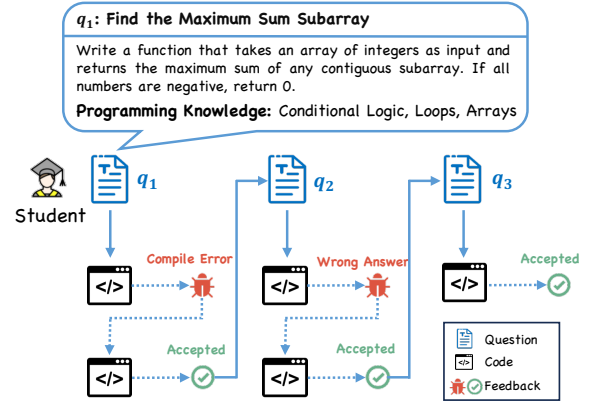 q₁: Find the Maximum Sum Subarray
Write a function that takes an array of integers as input and
returns the maximum sum of any contiguous subarray. If all
numbers are negative, return 0.
Programming Knowledge: Conditional Logic, Loops, Arrays
Student
q₁
q₂
q₃
Compile Error
Wrong Answer
Accepted
</>
</>
</>
Accepted
Accepted
</>
</>
Question
</> Code
Feedback